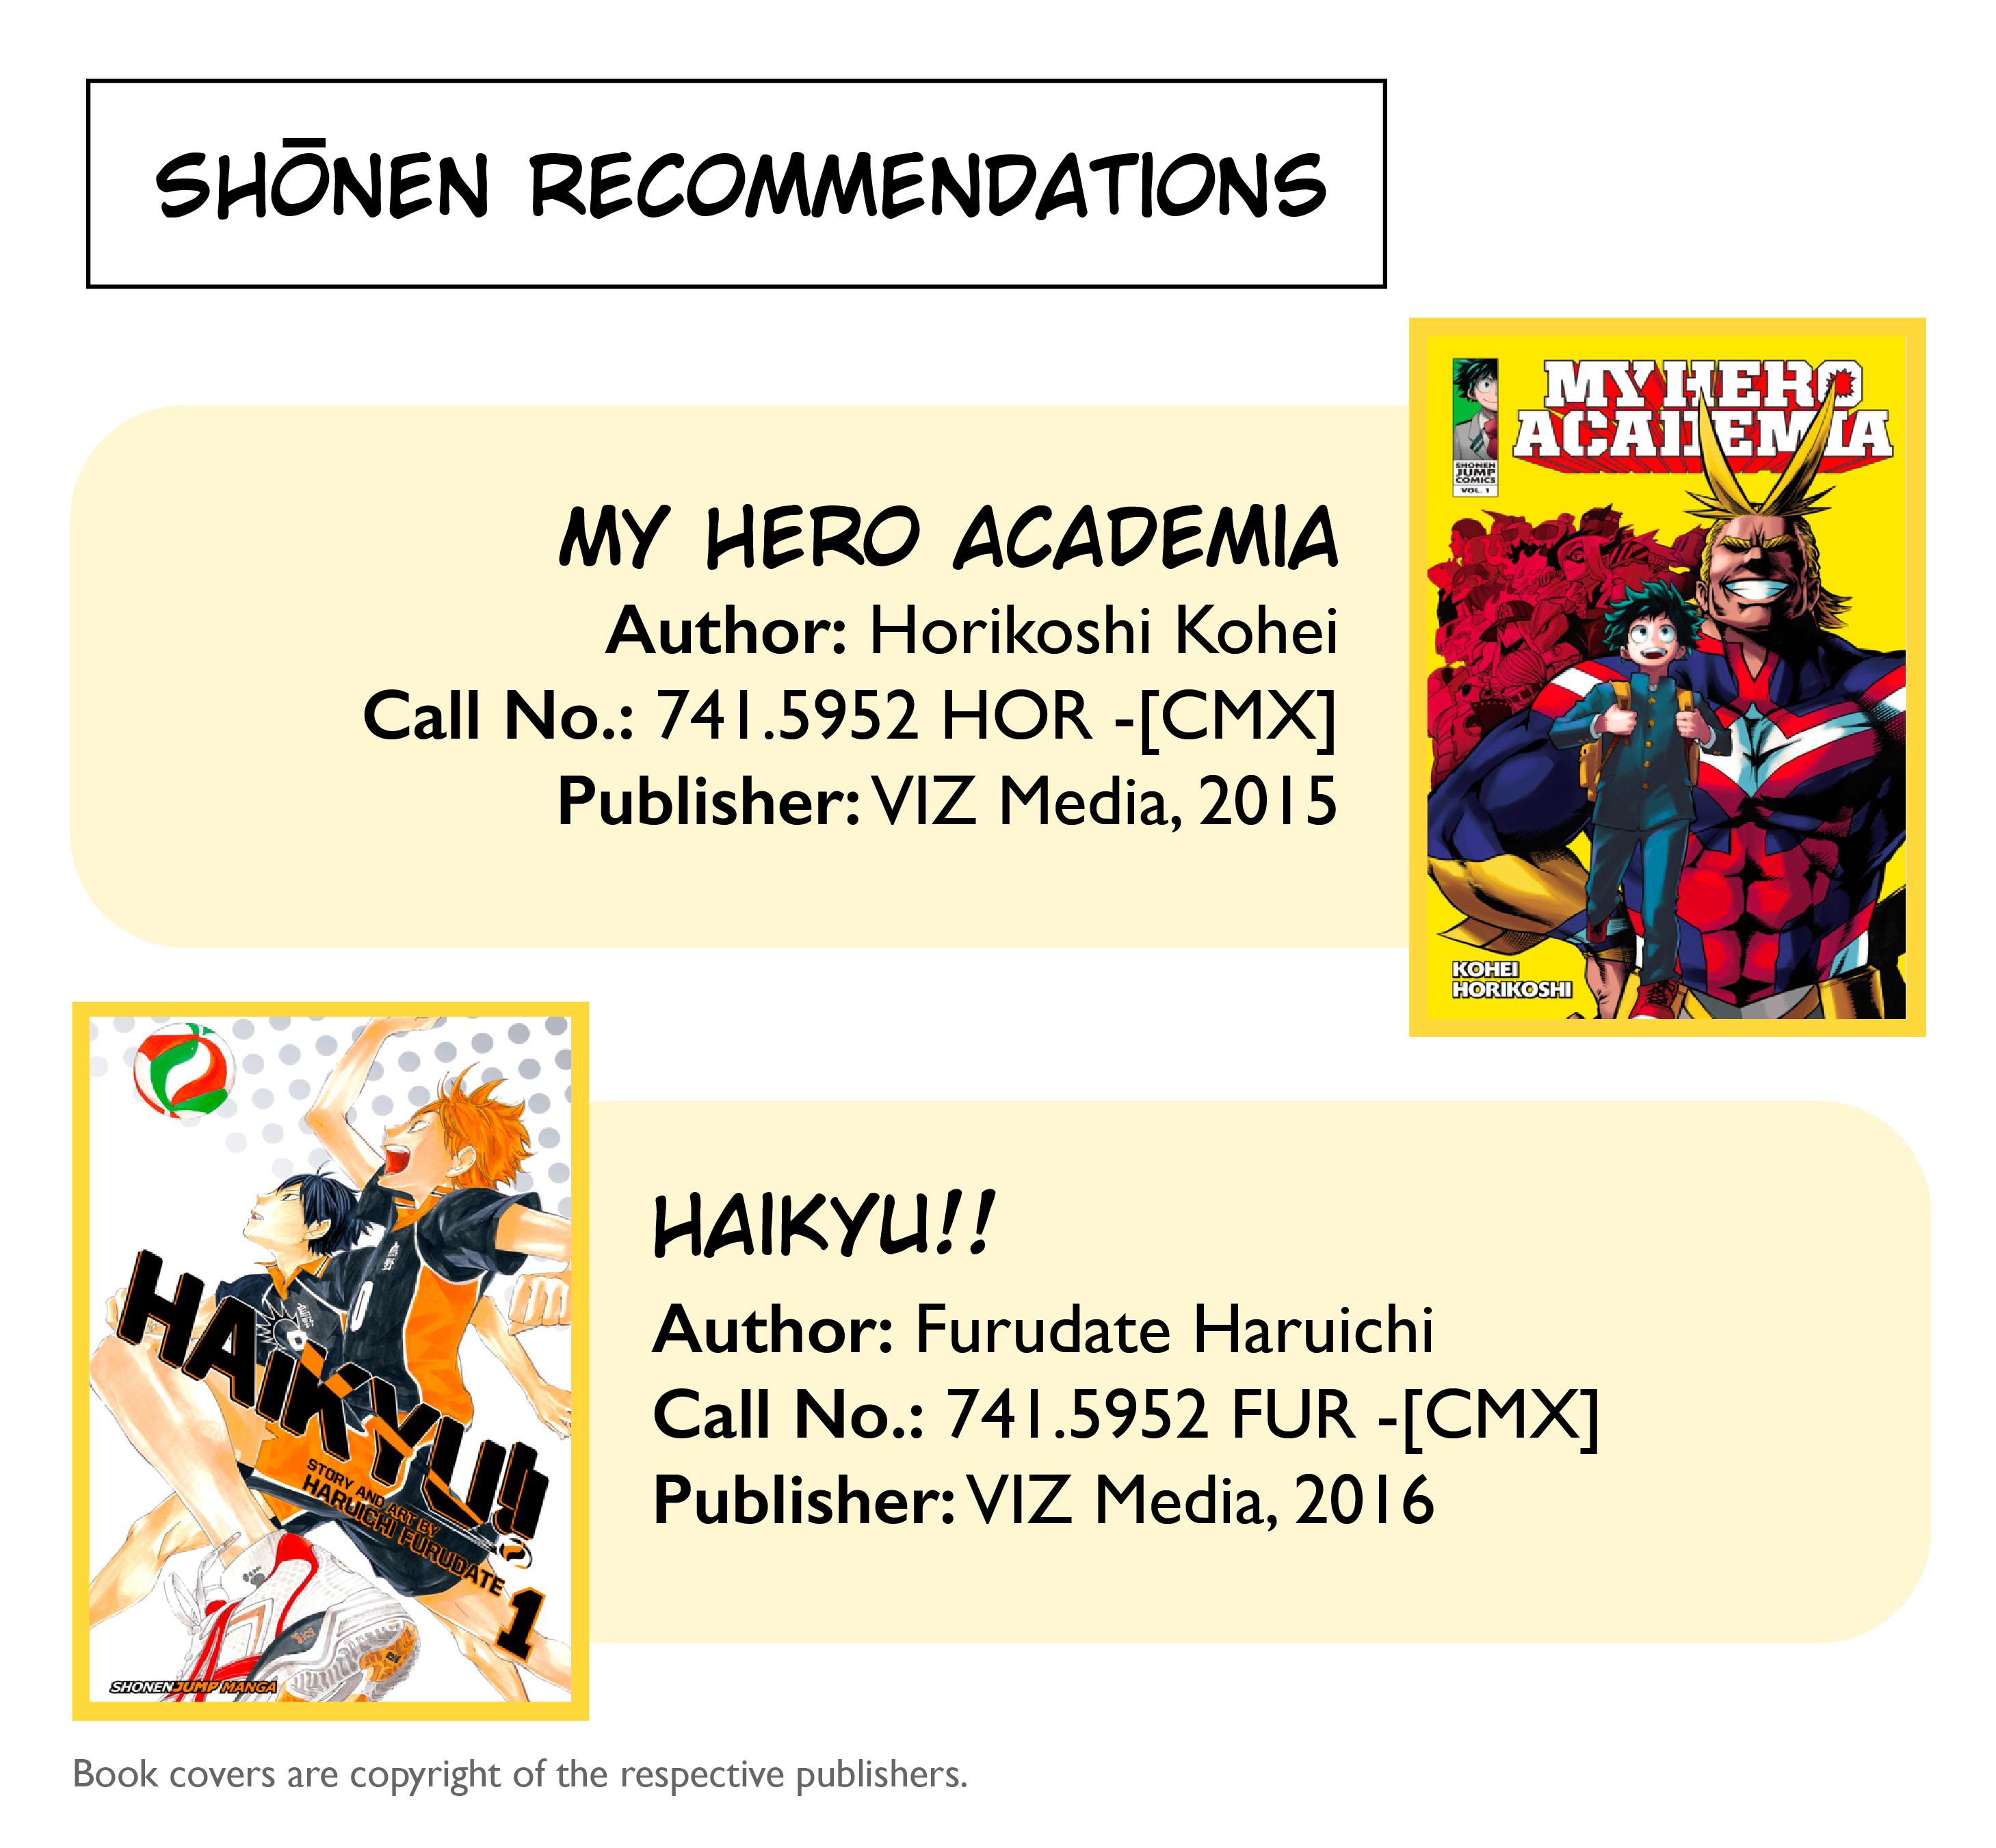 SHŌNEN RECOMMENDATIONS
MY HERO ACADEMIA
Author: Horikoshi Kohei
Call No.: 741.5952 HOR -[CMX]
Publisher: VIZ Media, 2015
MY HERO
ACADEMIA
SHONEN
JUMP
COMICS
VOL. 1
KOHEI
HORIKOSHI
HAIKYU!!
STORY AND ART BY
HARUICHI FURUDATE
1
SHONEN JUMP MANGA
HAIKYU!!
Author: Furudate Haruichi
Call No.: 741.5952 FUR -[CMX]
Publisher: VIZ Media, 2016
Book covers are copyright of the respective publishers.